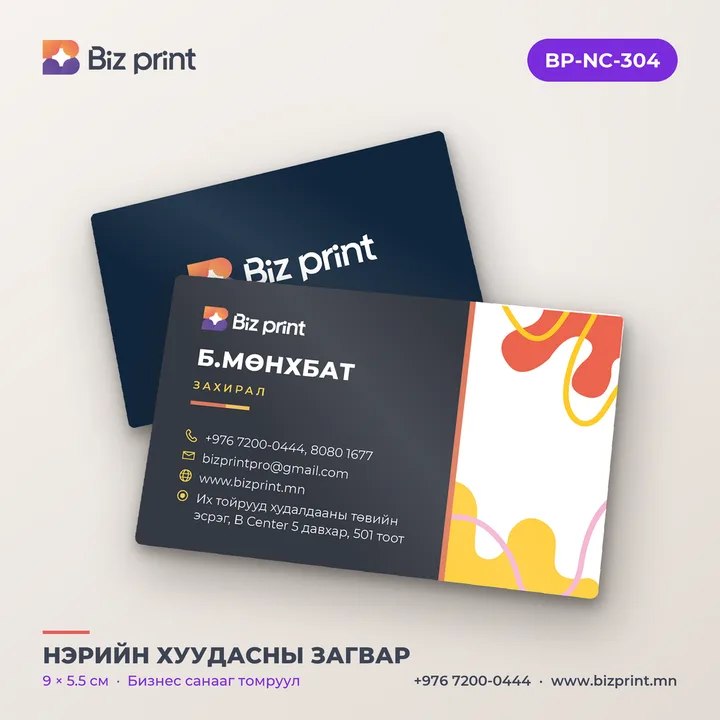 Biz print
BP-NC-304
Biz print
Biz print
Б.МӨНХБАТ
ЗАХИРАЛ
+976 7200-0444, 8080 1677
bizprintpro@gmail.com
www.bizprint.mn
Их тойрууд худалдааны төвийн
эсрэг, B Center 5 давхар, 501 тоот
НЭРИЙН ХУУДАСНЫ ЗАГВАР
9 × 5.5 см · Бизнес санааг томруул
+976 7200-0444 · www.bizprint.mn